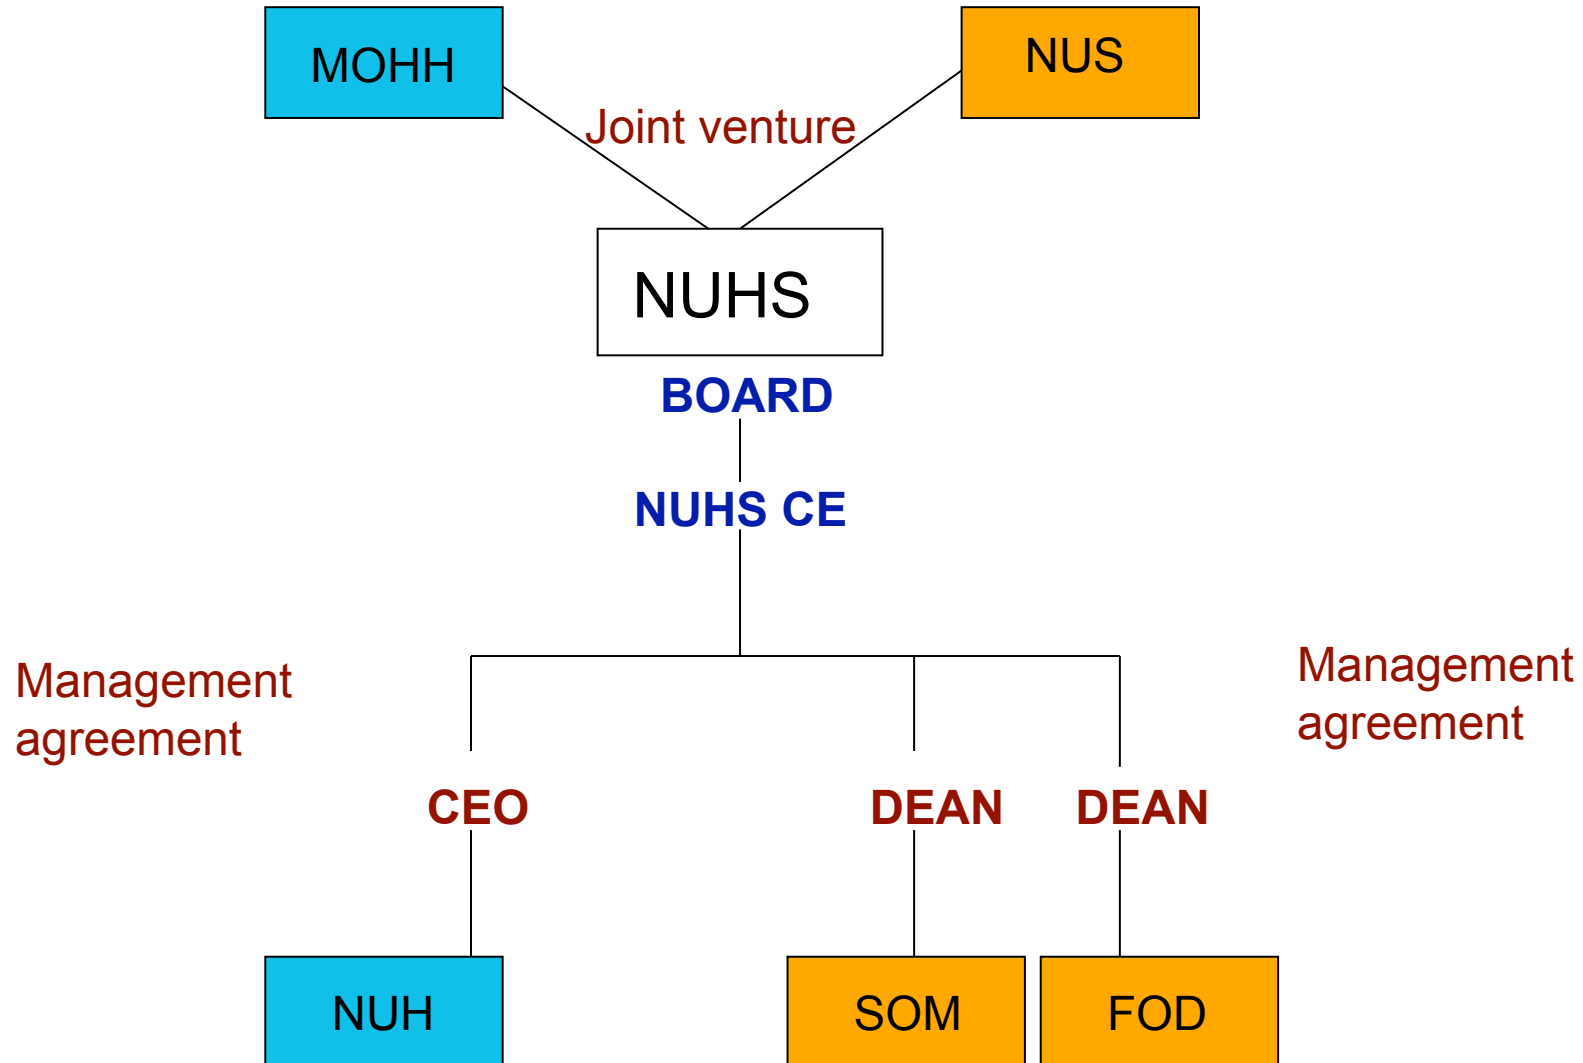 MOHH
NUS
Joint venture
NUHS
BOARD
NUHS CE
Management
agreement
Management
agreement
CEO
DEAN
DEAN
NUH
SOM
FOD